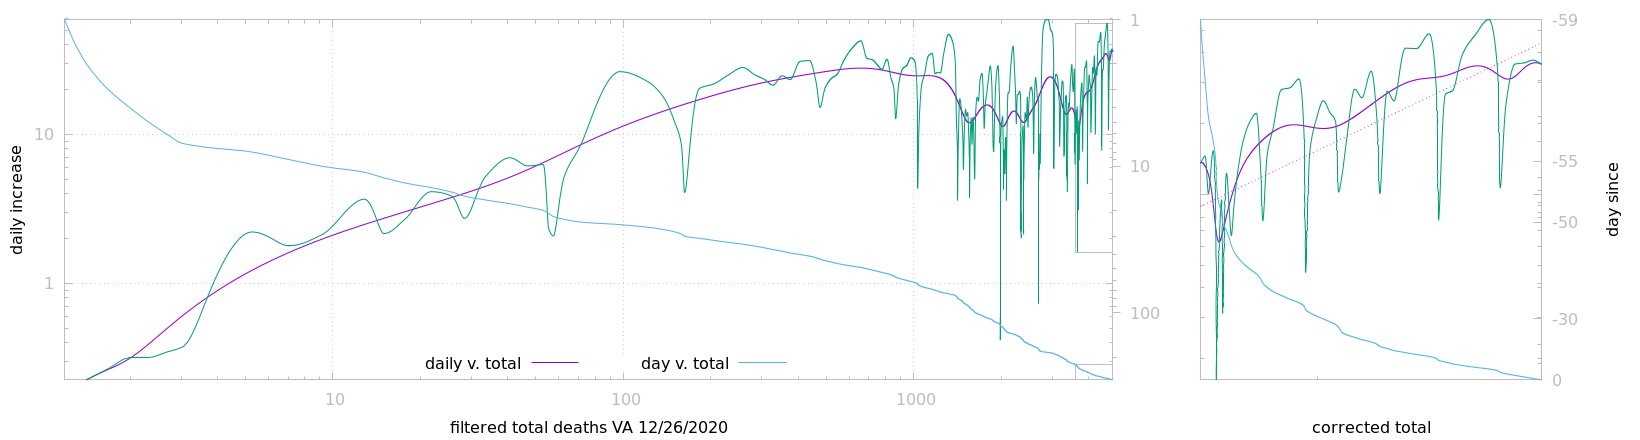 1
-59
10
10
-55
daily increase
-50
day since
1
100
-30
daily v. total
day v. total
0
10
100
1000
filtered total deaths VA 12/26/2020
corrected total